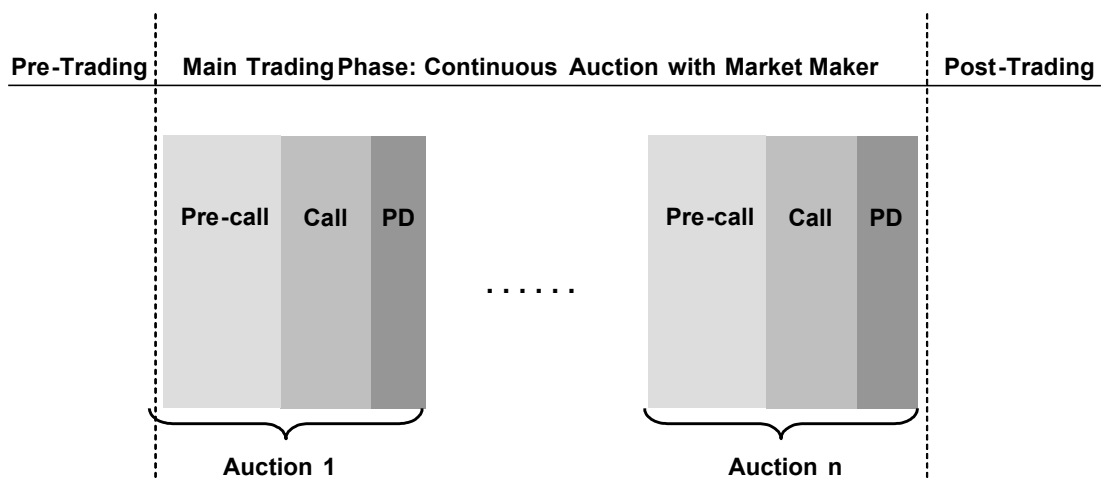 Pre-Trading Main Trading Phase: Continuous Auction with Market Maker Post-Trading
Pre-call Call PD Pre-call Call PD
......
Auction 1 Auction n